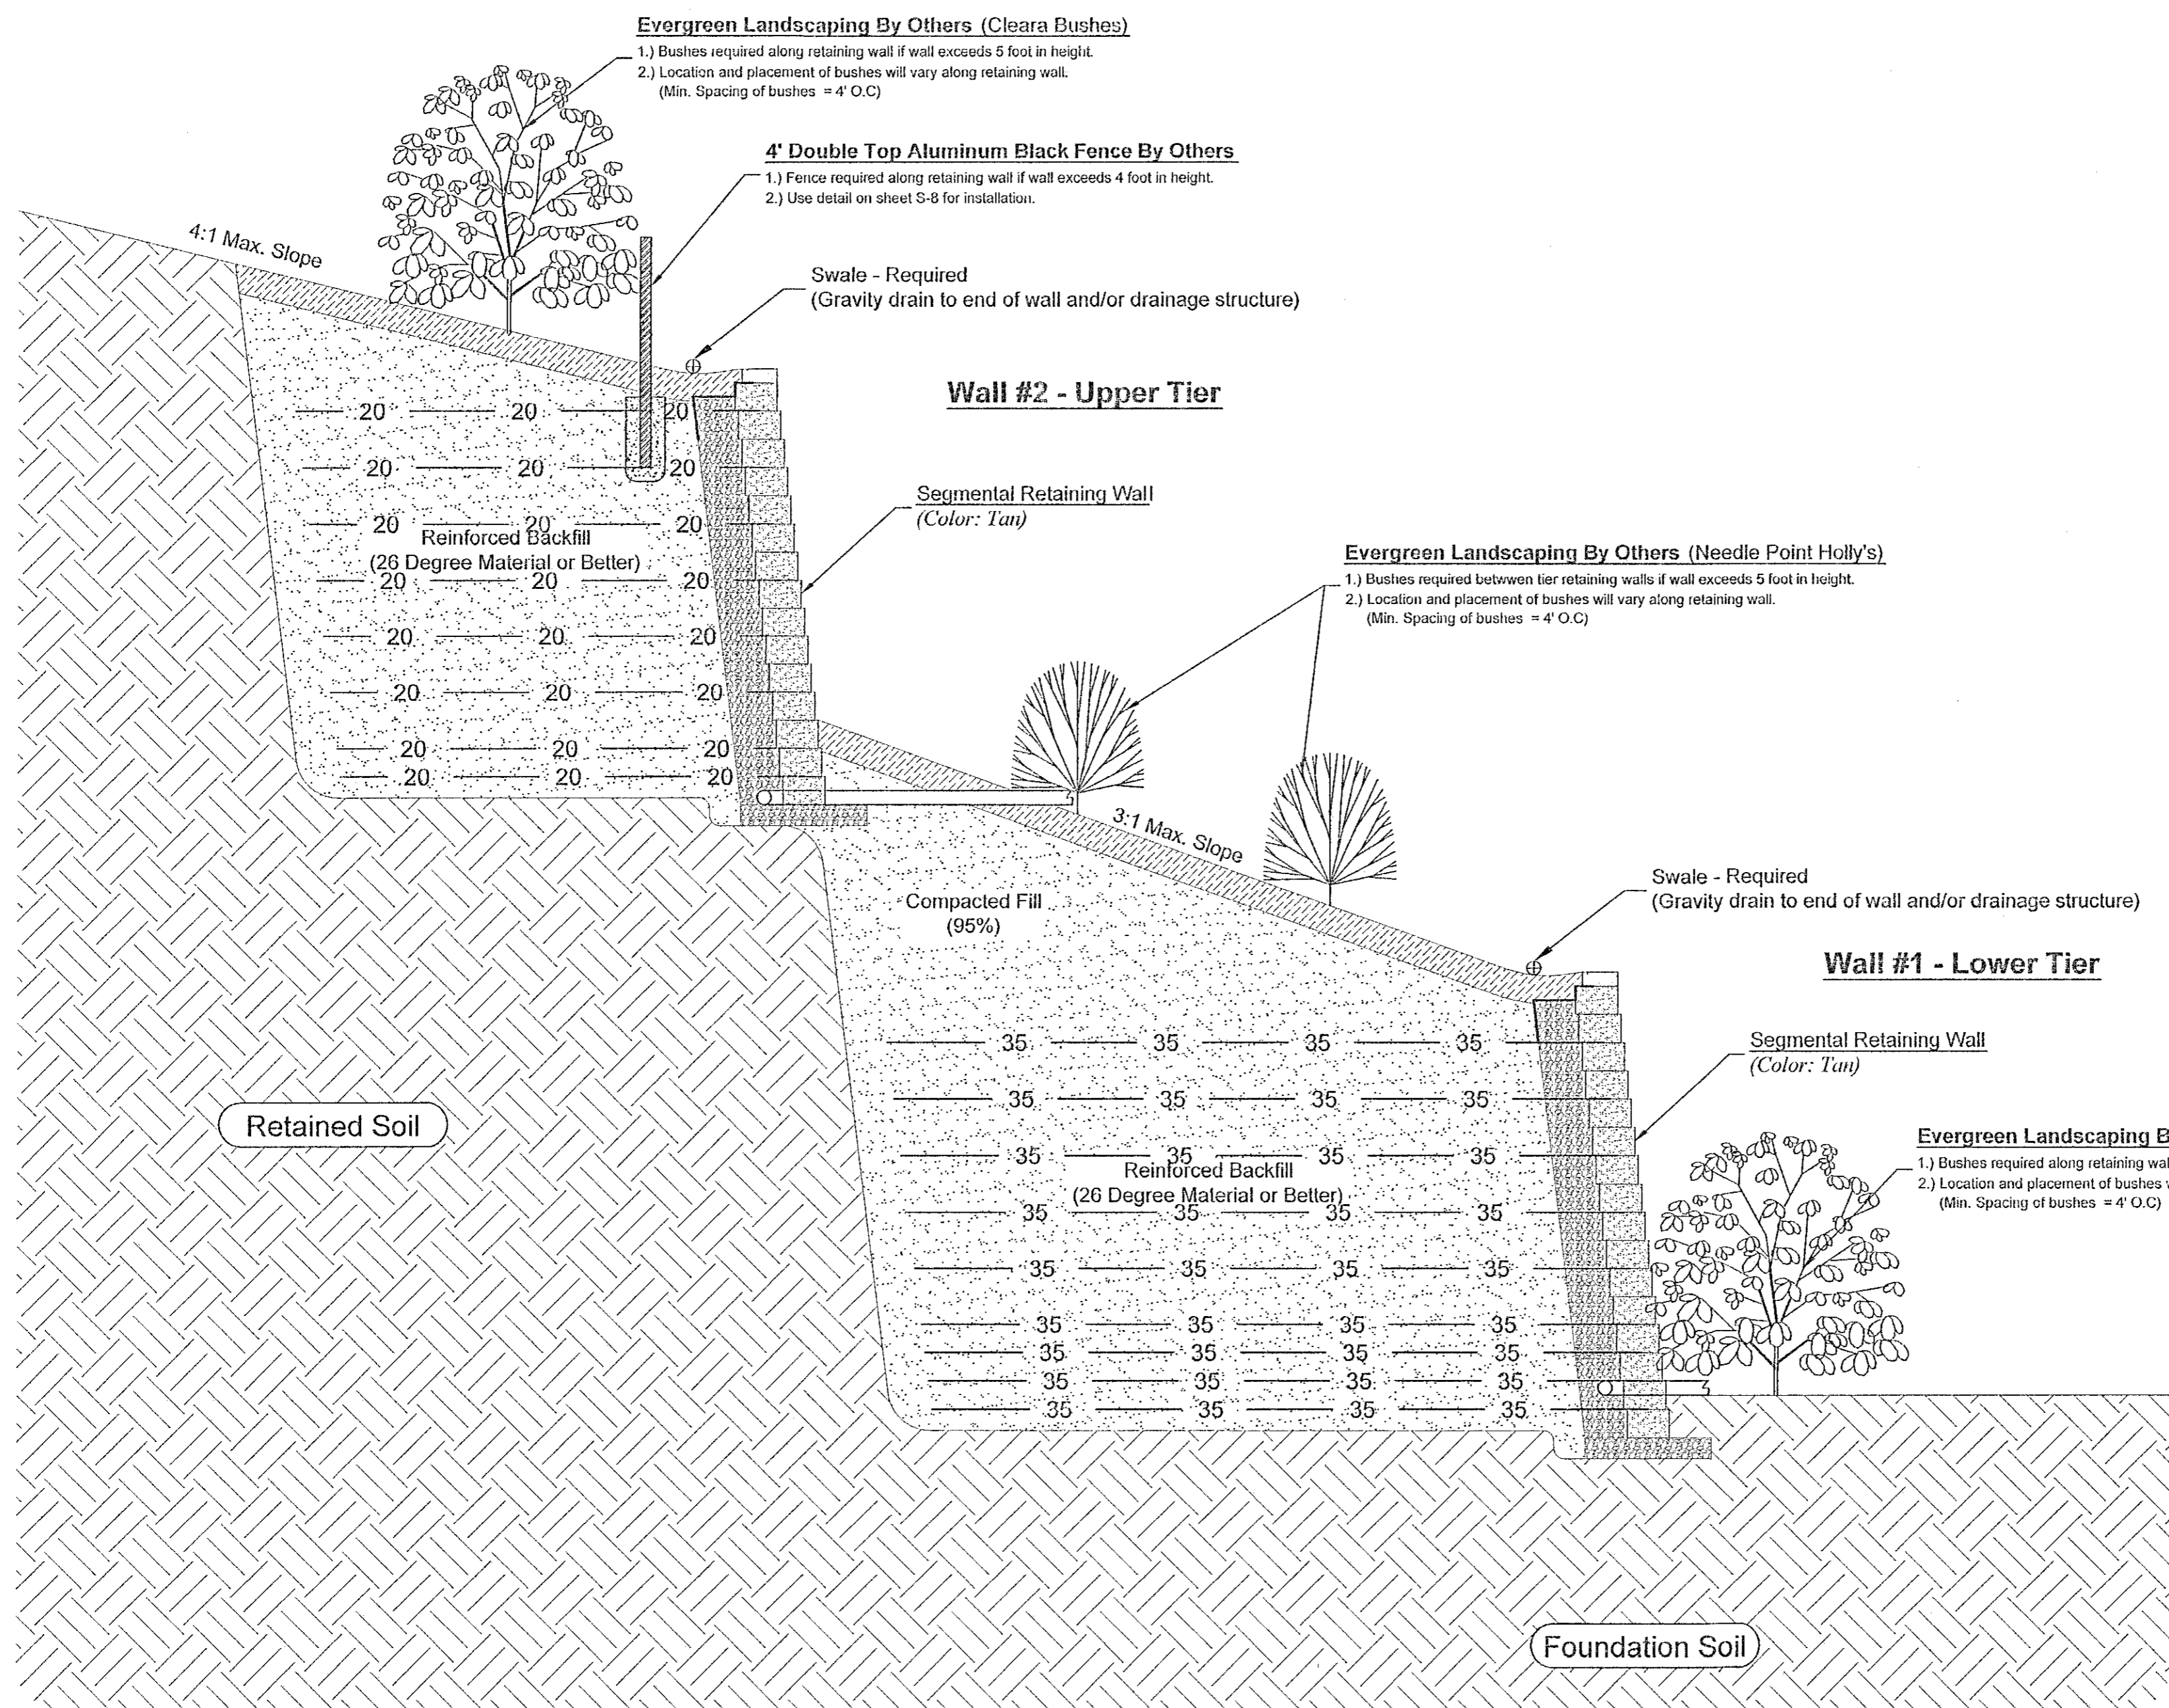 Evergreen Landscaping By Others (Cleara Bushes)
1.) Bushes required along retaining wall if wall exceeds 5 foot in height.
2.) Location and placement of bushes will vary along retaining wall.
(Min. Spacing of bushes = 4' O.C)
4' Double Top Aluminum Black Fence By Others
1.) Fence required along retaining wall if wall exceeds 4 foot in height.
2.) Use detail on sheet S-8 for installation.
4:1 Max. Slope
Swale - Required
(Gravity drain to end of wall and/or drainage structure)
Wall #2 - Upper Tier
20 20 20
20 20 20
Segmental Retaining Wall
(Color: Tan)
20 20 20
Reinforced Backfill
(26 Degree Material or Better)
20 20 20
Evergreen Landscaping By Others (Needle Point Holly's)
1.) Bushes required betwwen tier retaining walls if wall exceeds 5 foot in height.
2.) Location and placement of bushes will vary along retaining wall.
(Min. Spacing of bushes = 4' O.C)
20 20 20
20 20 20
20 20 20
20 20 20
3:1 Max. Slope
Compacted Fill
(95%)
Swale - Required
(Gravity drain to end of wall and/or drainage structure)
Wall #1 - Lower Tier
35 35 35 35
Segmental Retaining Wall
(Color: Tan)
35 35 35 35
Retained Soil
Evergreen Landscaping B
1.) Bushes required along retaining wal
2.) Location and placement of bushes v
(Min. Spacing of bushes = 4' O.C)
35 35 35 35
Reinforced Backfill
(26 Degree Material or Better)
35 35 35 35
35 35 35 35
35 35 35 35
35 35 35 35
35 35 35 35
35 35 35 35
Foundation Soil